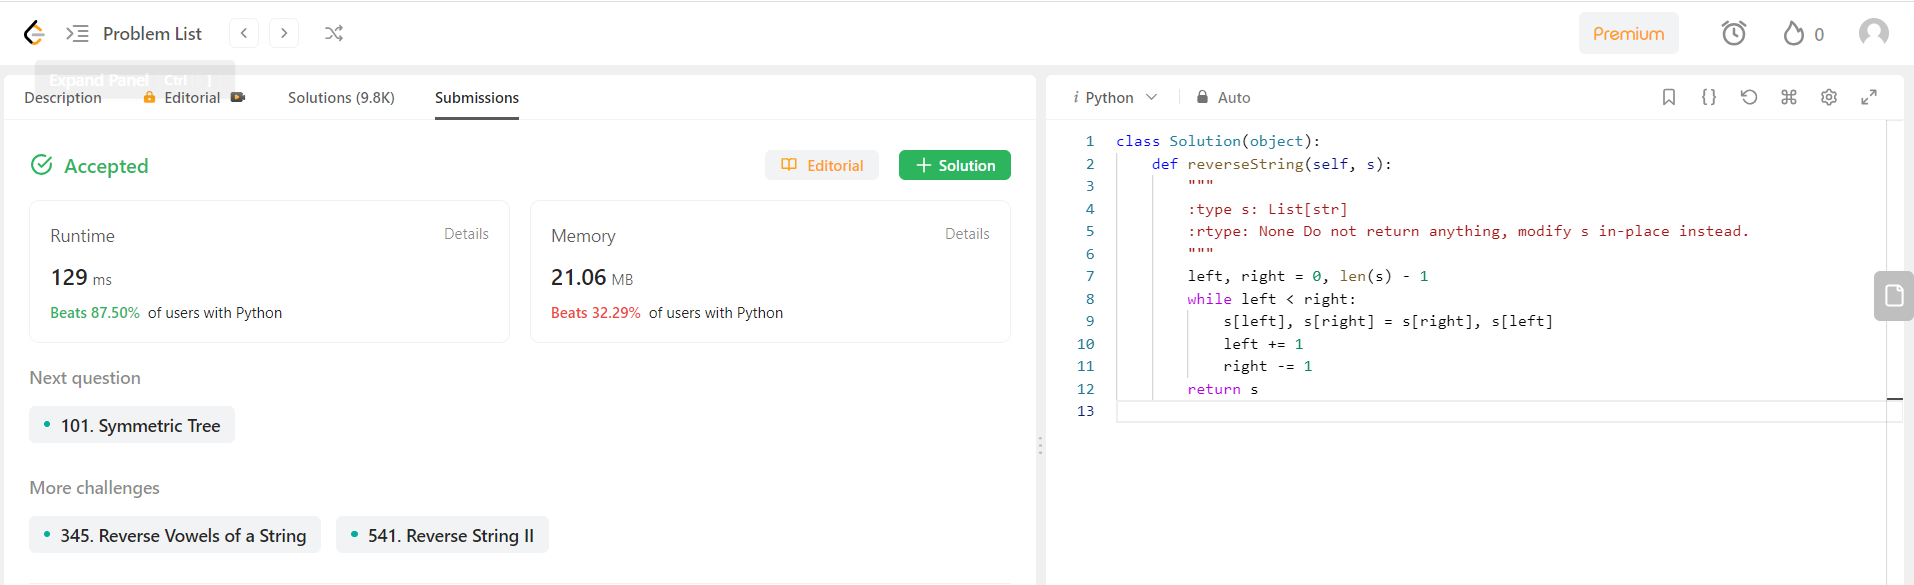 Problem List
Premium
0
Expand Panel Ctrl
Description
Editorial
Solutions (9.8K)
Submissions
Accepted
Editorial
+ Solution
Runtime
Details
129 ms
Beats 87.50% of users with Python
Memory
Details
21.06 MB
Beats 32.29% of users with Python
Next question
• 101. Symmetric Tree
More challenges
• 345. Reverse Vowels of a String
• 541. Reverse String II
i Python
Auto
{}
1 class Solution(object):
2     def reverseString(self, s):
3         """
4         :type s: List[str]
5         :rtype: None Do not return anything, modify s in-place instead.
6         """
7         left, right = 0, len(s) - 1
8         while left < right:
9             s[left], s[right] = s[right], s[left]
10             left += 1
11             right -= 1
12         return s
13